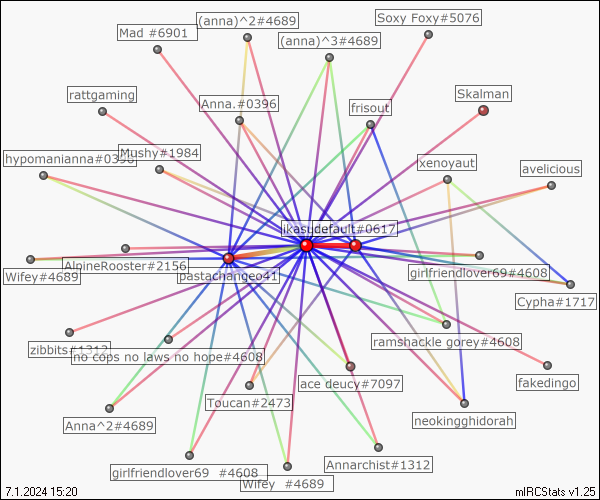 Soxy Foxy#5076
(anna)^2#4689
Mad #6901
(anna)^3#4689
rattgaming
Anna.#0396
frisout
Skalman
hypomanianna#0396
Mushy#1984
xenoyaut
avelicious
ikasudefault#0617
AlpineRooster#2156
Wifey#4689
pastachangeo41
girlfriendlover69#4608
Cypha#1717
zibbits#1312
no cops no laws no hope#4608
ramshackle gorey#4608
ace deucy#7097
fakedingo
Toucan#2473
Anna^2#4689
neokingghidorah
girlfriendlover69 #4608
Annarchist#1312
Wifey #4689
7.1.2024 15:20
mIRCStats v1.25